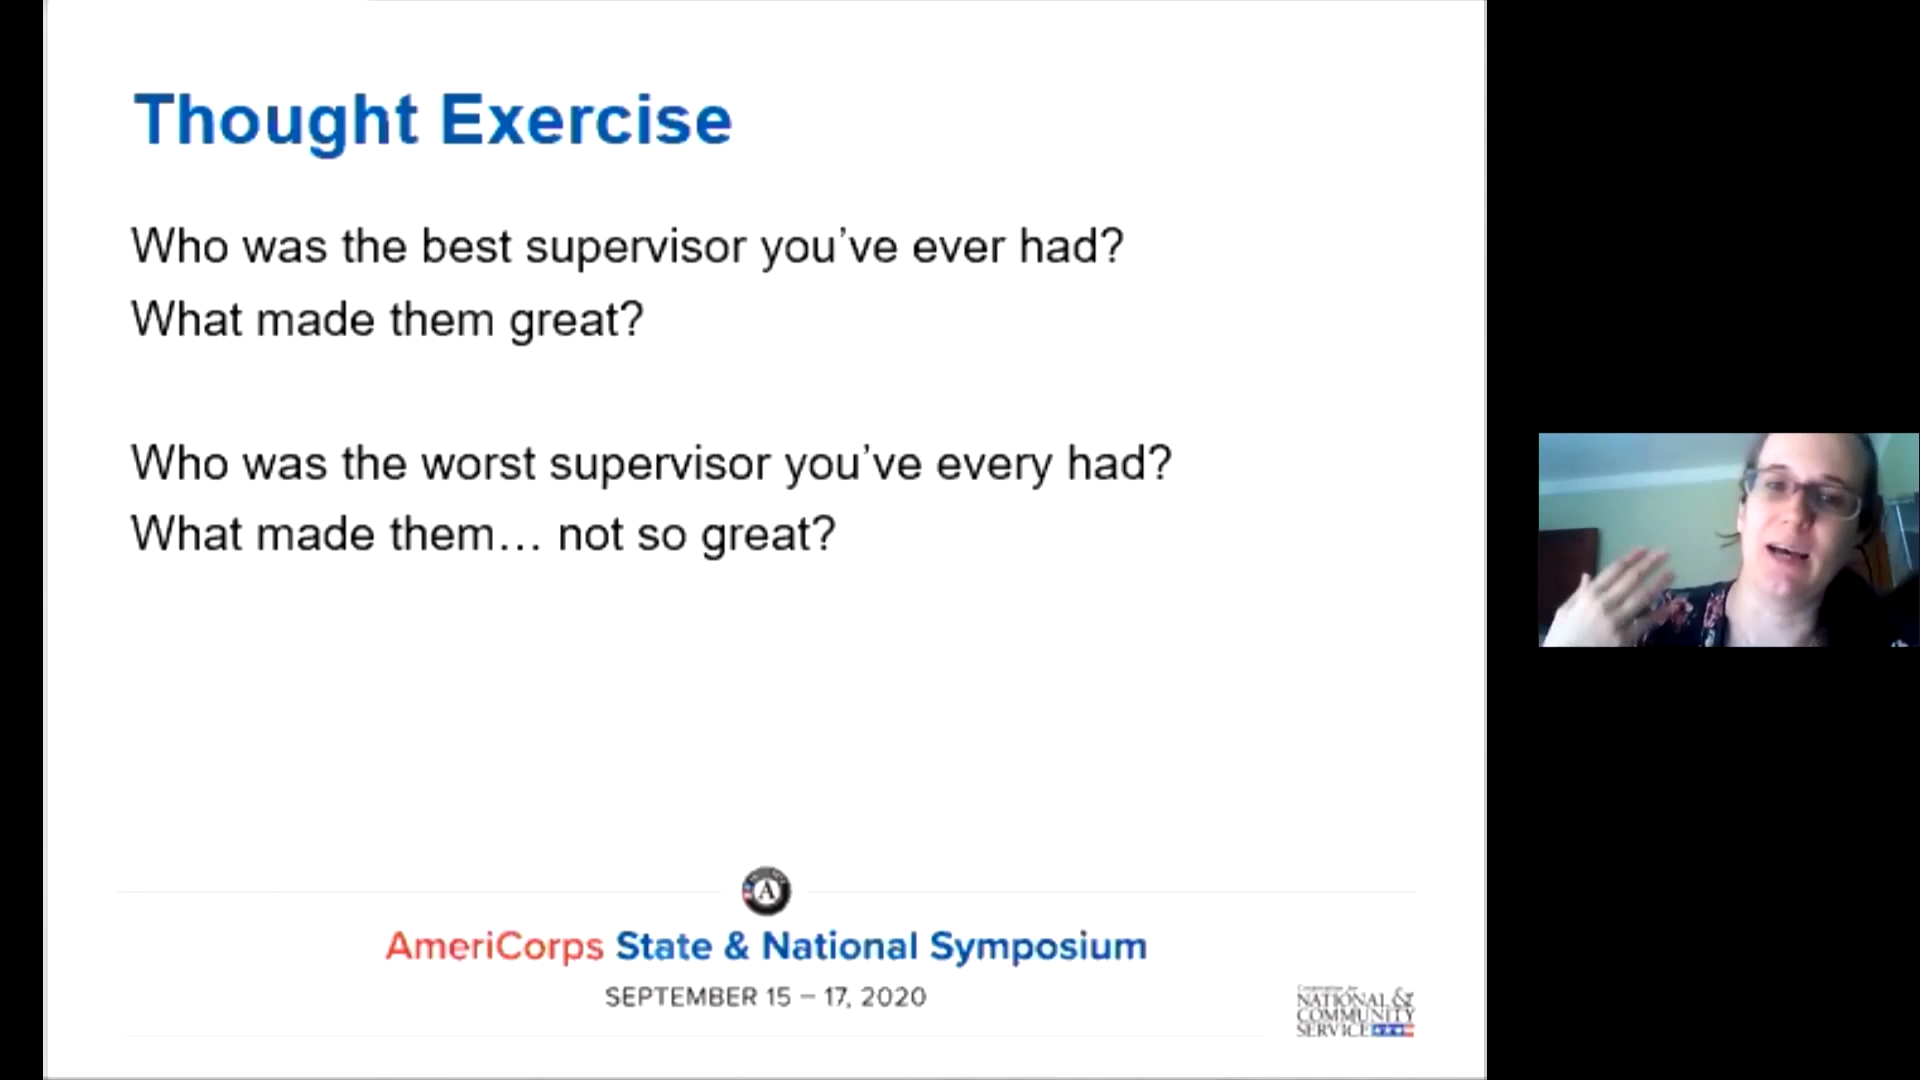 Thought Exercise
Who was the best supervisor you’ve ever had?
What made them great?
Who was the worst supervisor you’ve every had?
What made them… not so great?
A
AmeriCorps State & National Symposium
SEPTEMBER 15 – 17, 2020
Corporation for
NATIONAL &
COMMUNITY
SERVICE